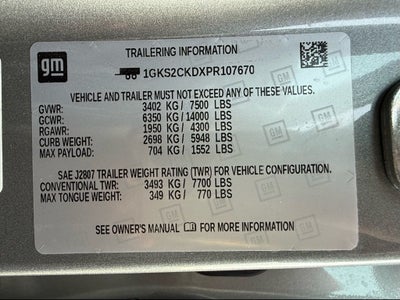 gm
TRAILERING INFORMATION
1GKS2CKDXPR107670
VEHICLE AND TRAILER MUST NOT EXCEED ANY OF THESE VALUES.
GVWR: 3402 KG / 7500 LBS
GCWR: 6350 KG / 14000 LBS
RGAWR: 1950 KG / 4300 LBS
CURB WEIGHT: 2698 KG / 5948 LBS
MAX PAYLOAD: 704 KG / 1552 LBS
SAE J2807 TRAILER WEIGHT RATING (TWR) FOR VEHICLE CONFIGURATION.
CONVENTIONAL TWR: 3493 KG / 7700 LBS
MAX TONGUE WEIGHT: 349 KG / 770 LBS
SEE OWNER'S MANUAL FOR MORE INFORMATION